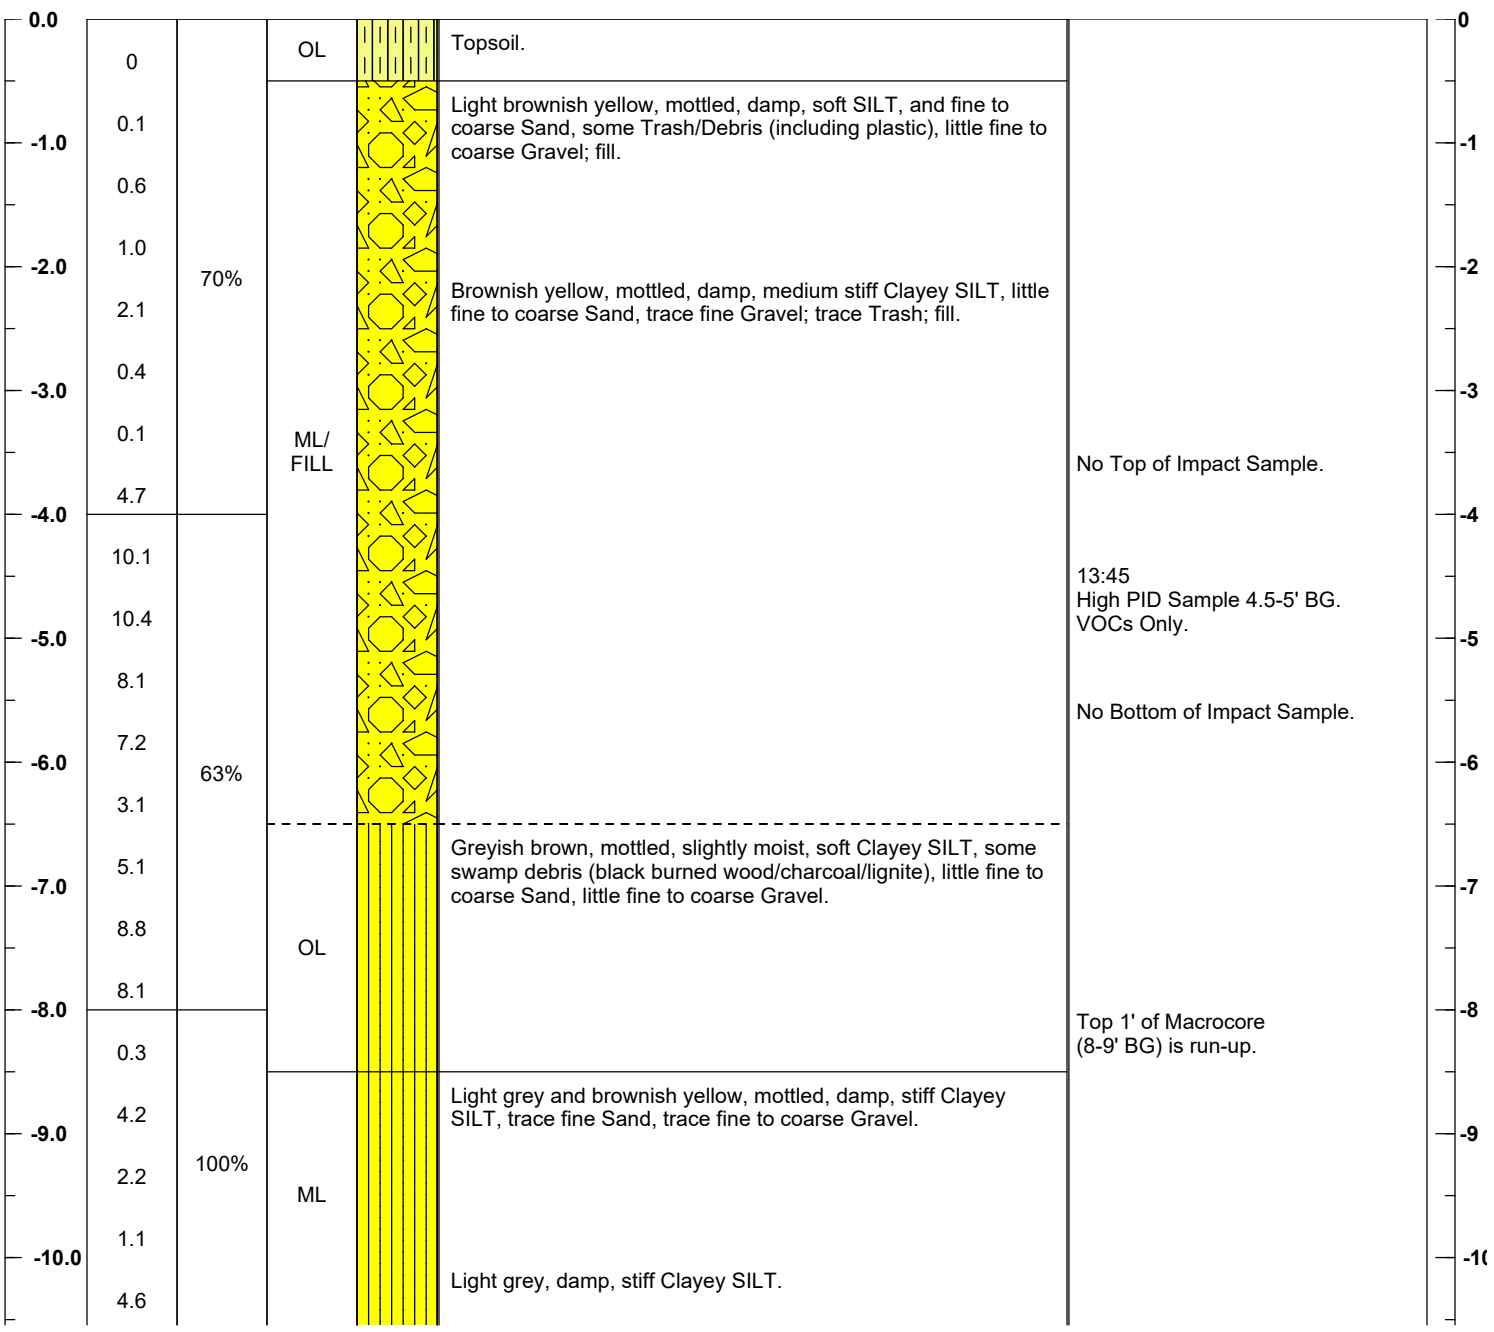 0.0
0
OL
Topsoil.
0
Light brownish yellow, mottled, damp, soft SILT, and fine to
coarse Sand, some Trash/Debris (including plastic), little fine to
coarse Gravel; fill.
0.1
-1.0
-1
0.6
1.0
-2.0
-2
70%
Brownish yellow, mottled, damp, medium stiff Clayey SILT, little
fine to coarse Sand, trace fine Gravel; trace Trash; fill.
2.1
0.4
-3.0
-3
0.1
ML/
FILL
No Top of Impact Sample.
4.7
-4.0
-4
10.1
13:45
High PID Sample 4.5-5' BG.
VOCs Only.
10.4
-5.0
-5
8.1
No Bottom of Impact Sample.
7.2
-6.0
-6
63%
3.1
Greyish brown, mottled, slightly moist, soft Clayey SILT, some
swamp debris (black burned wood/charcoal/lignite), little fine to
coarse Sand, little fine to coarse Gravel.
5.1
-7.0
-7
8.8
OL
8.1
-8.0
-8
Top 1' of Macrocore
(8-9' BG) is run-up.
0.3
Light grey and brownish yellow, mottled, damp, stiff Clayey
SILT, trace fine Sand, trace fine to coarse Gravel.
4.2
-9.0
-9
100%
2.2
ML
1.1
-10.0
-10
Light grey, damp, stiff Clayey SILT.
4.6